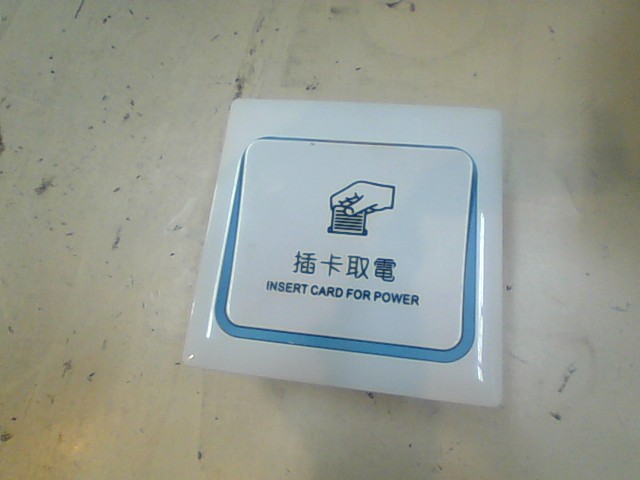 插卡取電
INSERT CARD FOR POWER